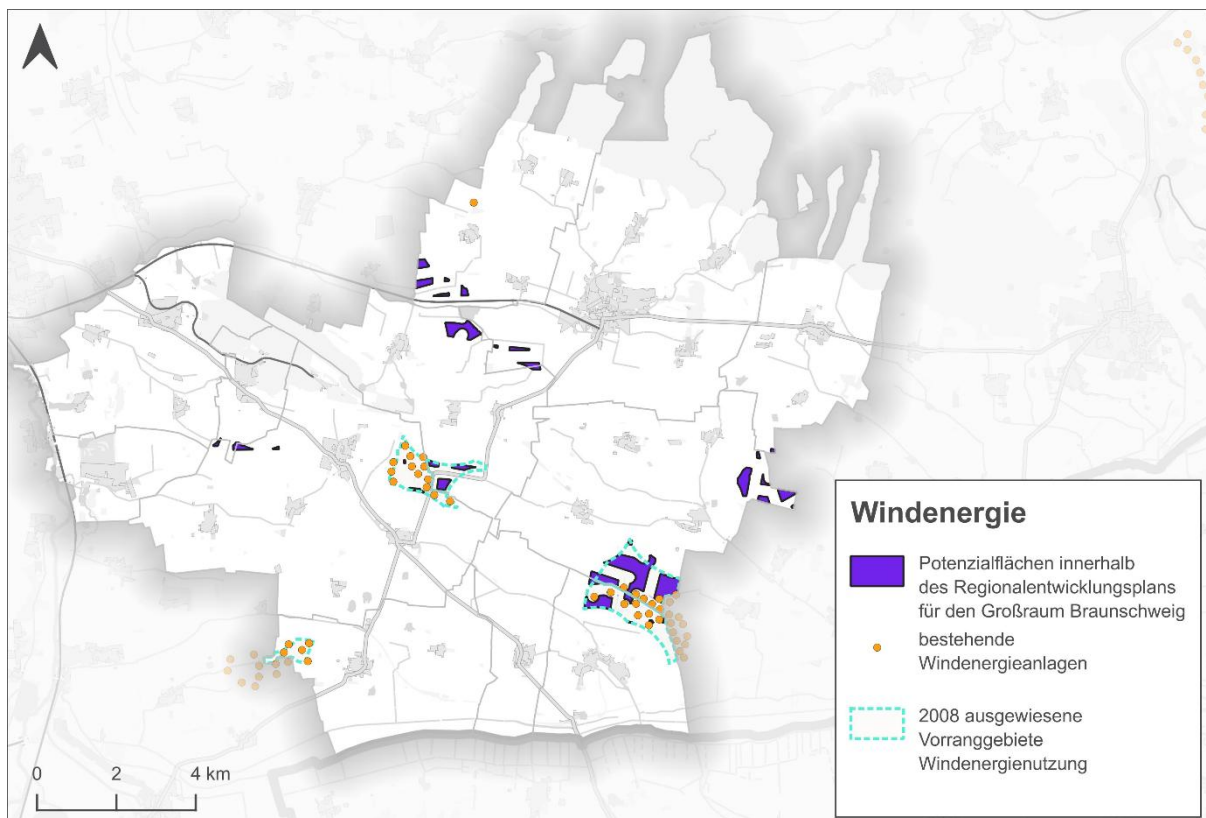 Windenergie
Potenzialflächen innerhalb
des Regionalentwicklungsplans
für den Großraum Braunschweig
bestehende
Windenergieanlagen
2008 ausgewiesene
Vorranggebiete
Windenergienutzung
0 2 4 km